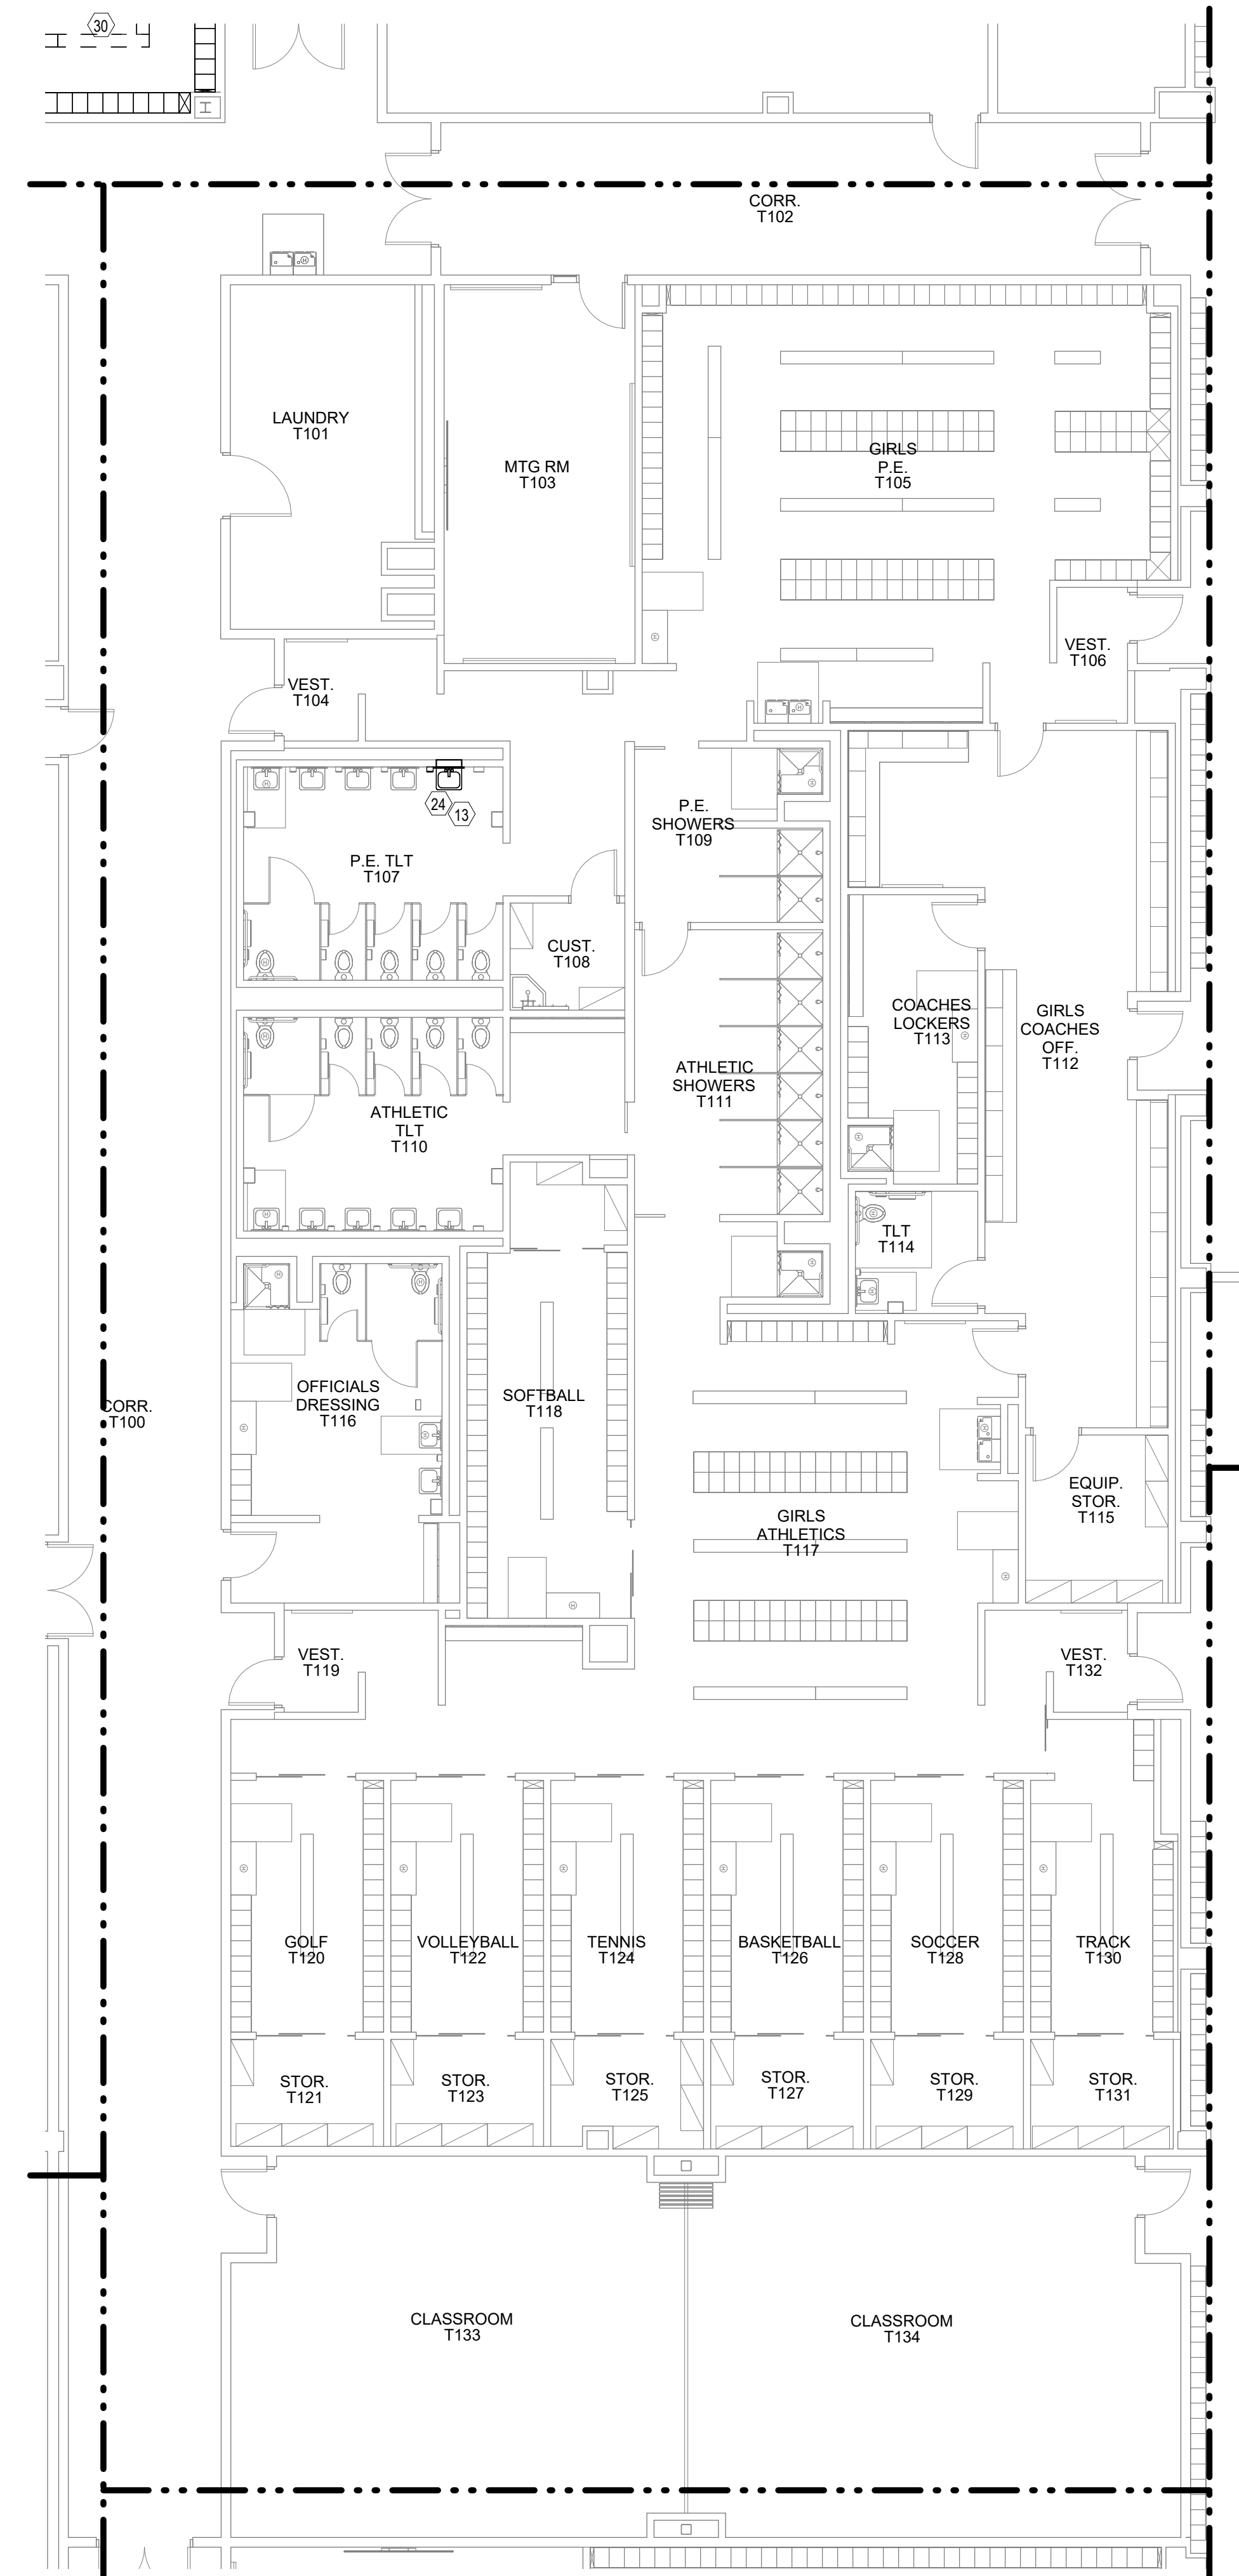 30
CORR.
T102
LAUNDRY
T101
MTG RM
T103
GIRLS
P.E.
T105
VEST.
T106
VEST.
T104
24
13
P.E.
SHOWERS
T109
P.E. TLT
T107
CUST.
T108
COACHES
LOCKERS
T113
GIRLS
COACHES
OFF.
T112
ATHLETIC
SHOWERS
T111
ATHLETIC
TLT
T110
TLT
T114
OFFICIALS
DRESSING
T116
SOFTBALL
T118
CORR.
T100
EQUIP.
STOR.
T115
GIRLS
ATHLETICS
T117
VEST.
T119
VEST.
T132
GOLF
T120
VOLLEYBALL
T122
TENNIS
T124
BASKETBALL
T126
SOCCER
T128
TRACK
T130
STOR.
T121
STOR.
T123
STOR.
T125
STOR.
T127
STOR.
T129
STOR.
T131
CLASSROOM
T133
CLASSROOM
T134